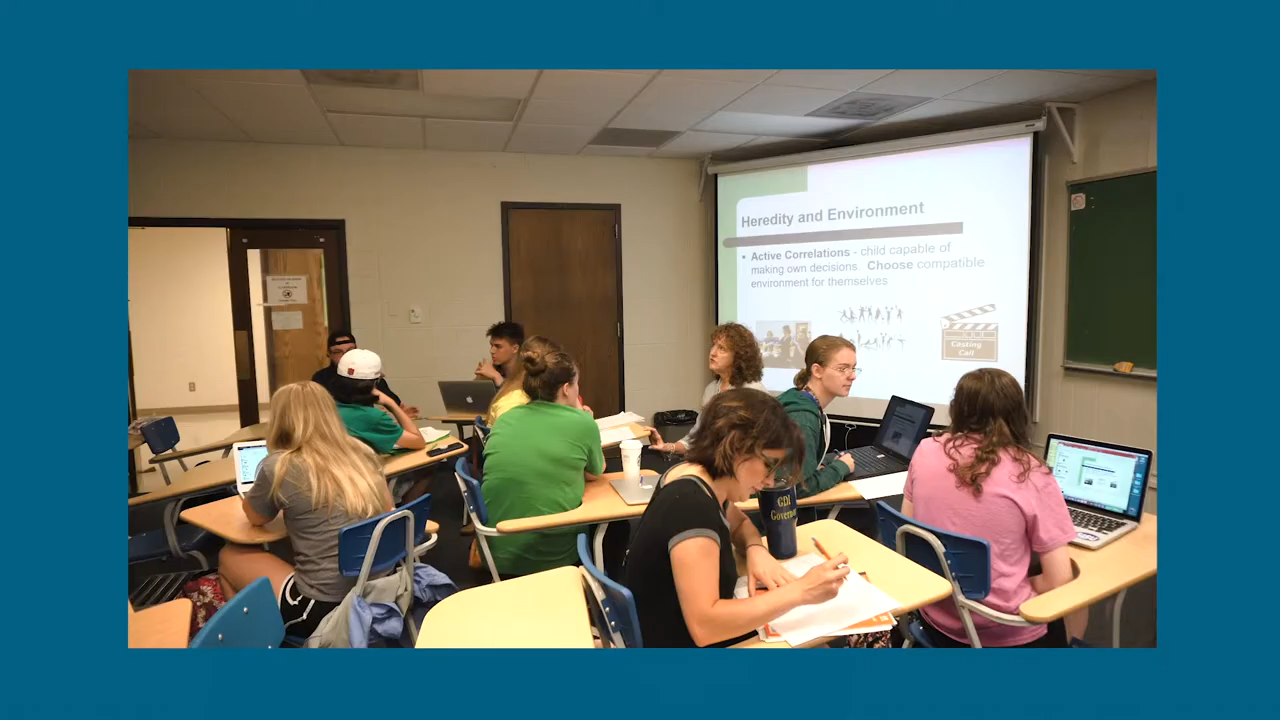 Heredity and Environment
Active Correlations - child capable of
making own decisions. Choose compatible
environment for themselves
Casting
Call
GDI
Governor